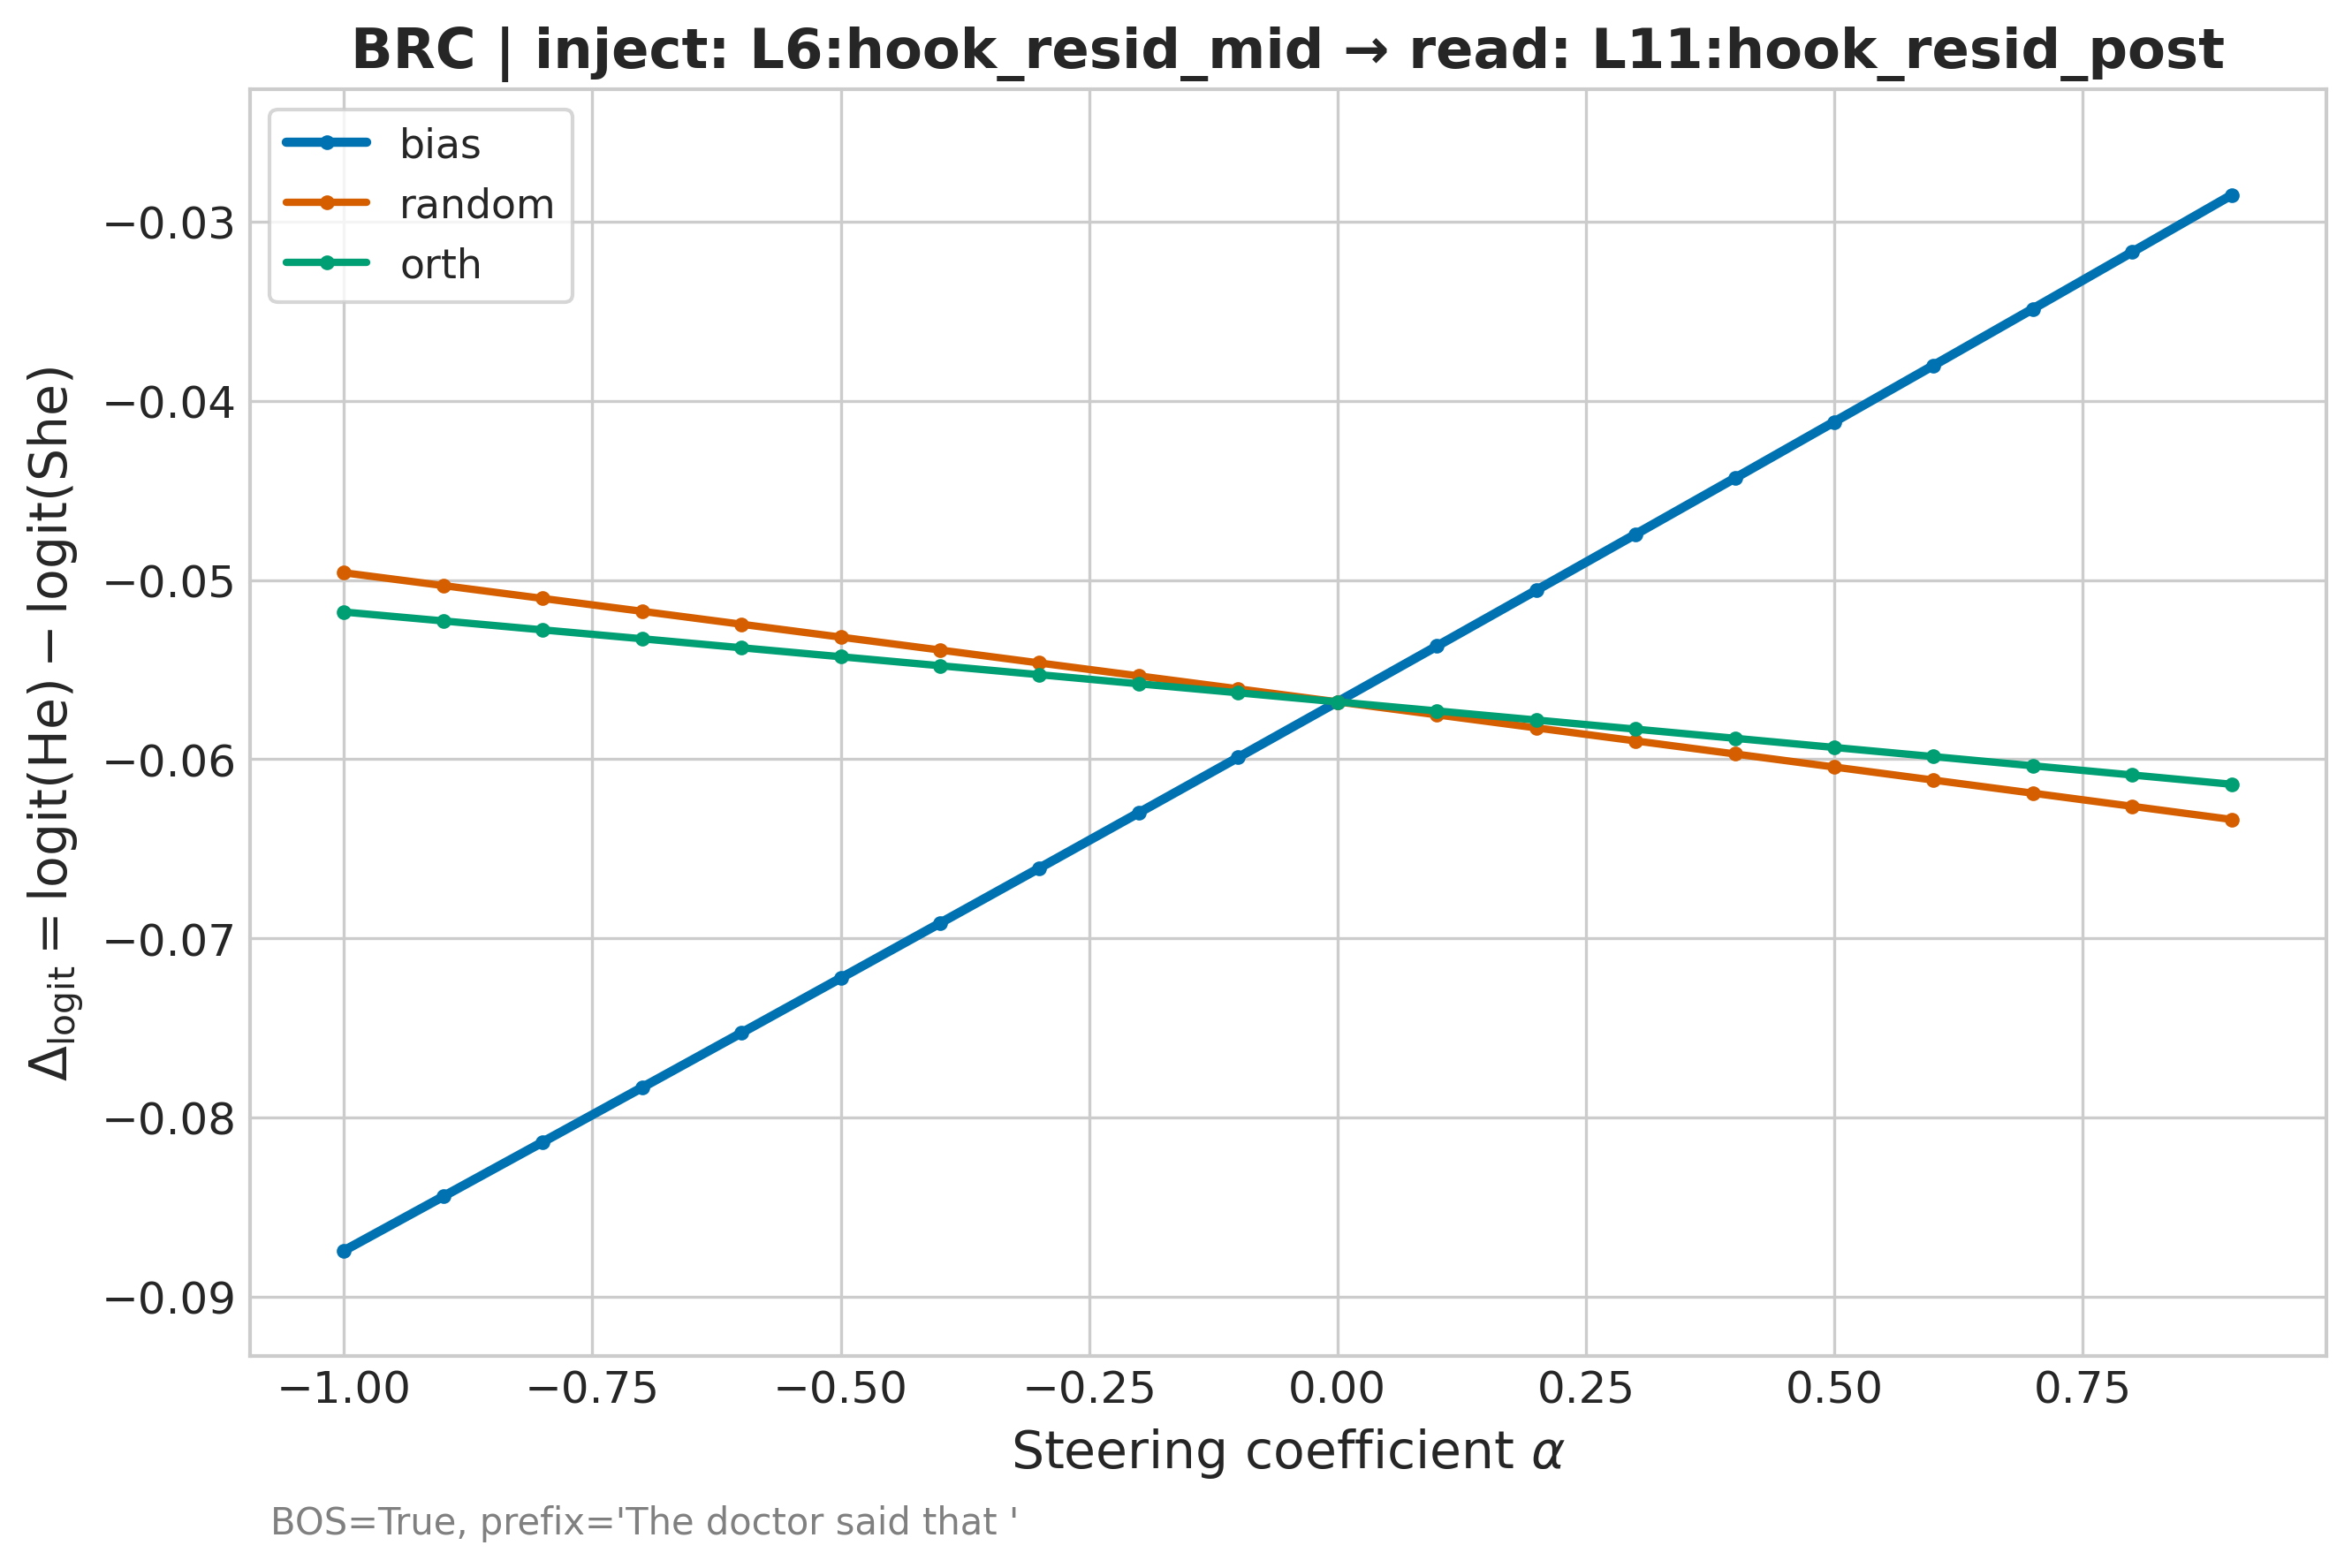 BRC | inject: L6:hook_resid_mid → read: L11:hook_resid_post
bias
random
orth
Δlogit = logit(He) − logit(She)
−0.03
−0.04
−0.05
−0.06
−0.07
−0.08
−0.09
−1.00 −0.75 −0.50 −0.25 0.00 0.25 0.50 0.75
Steering coefficient α
BOS=True, prefix='The doctor said that '